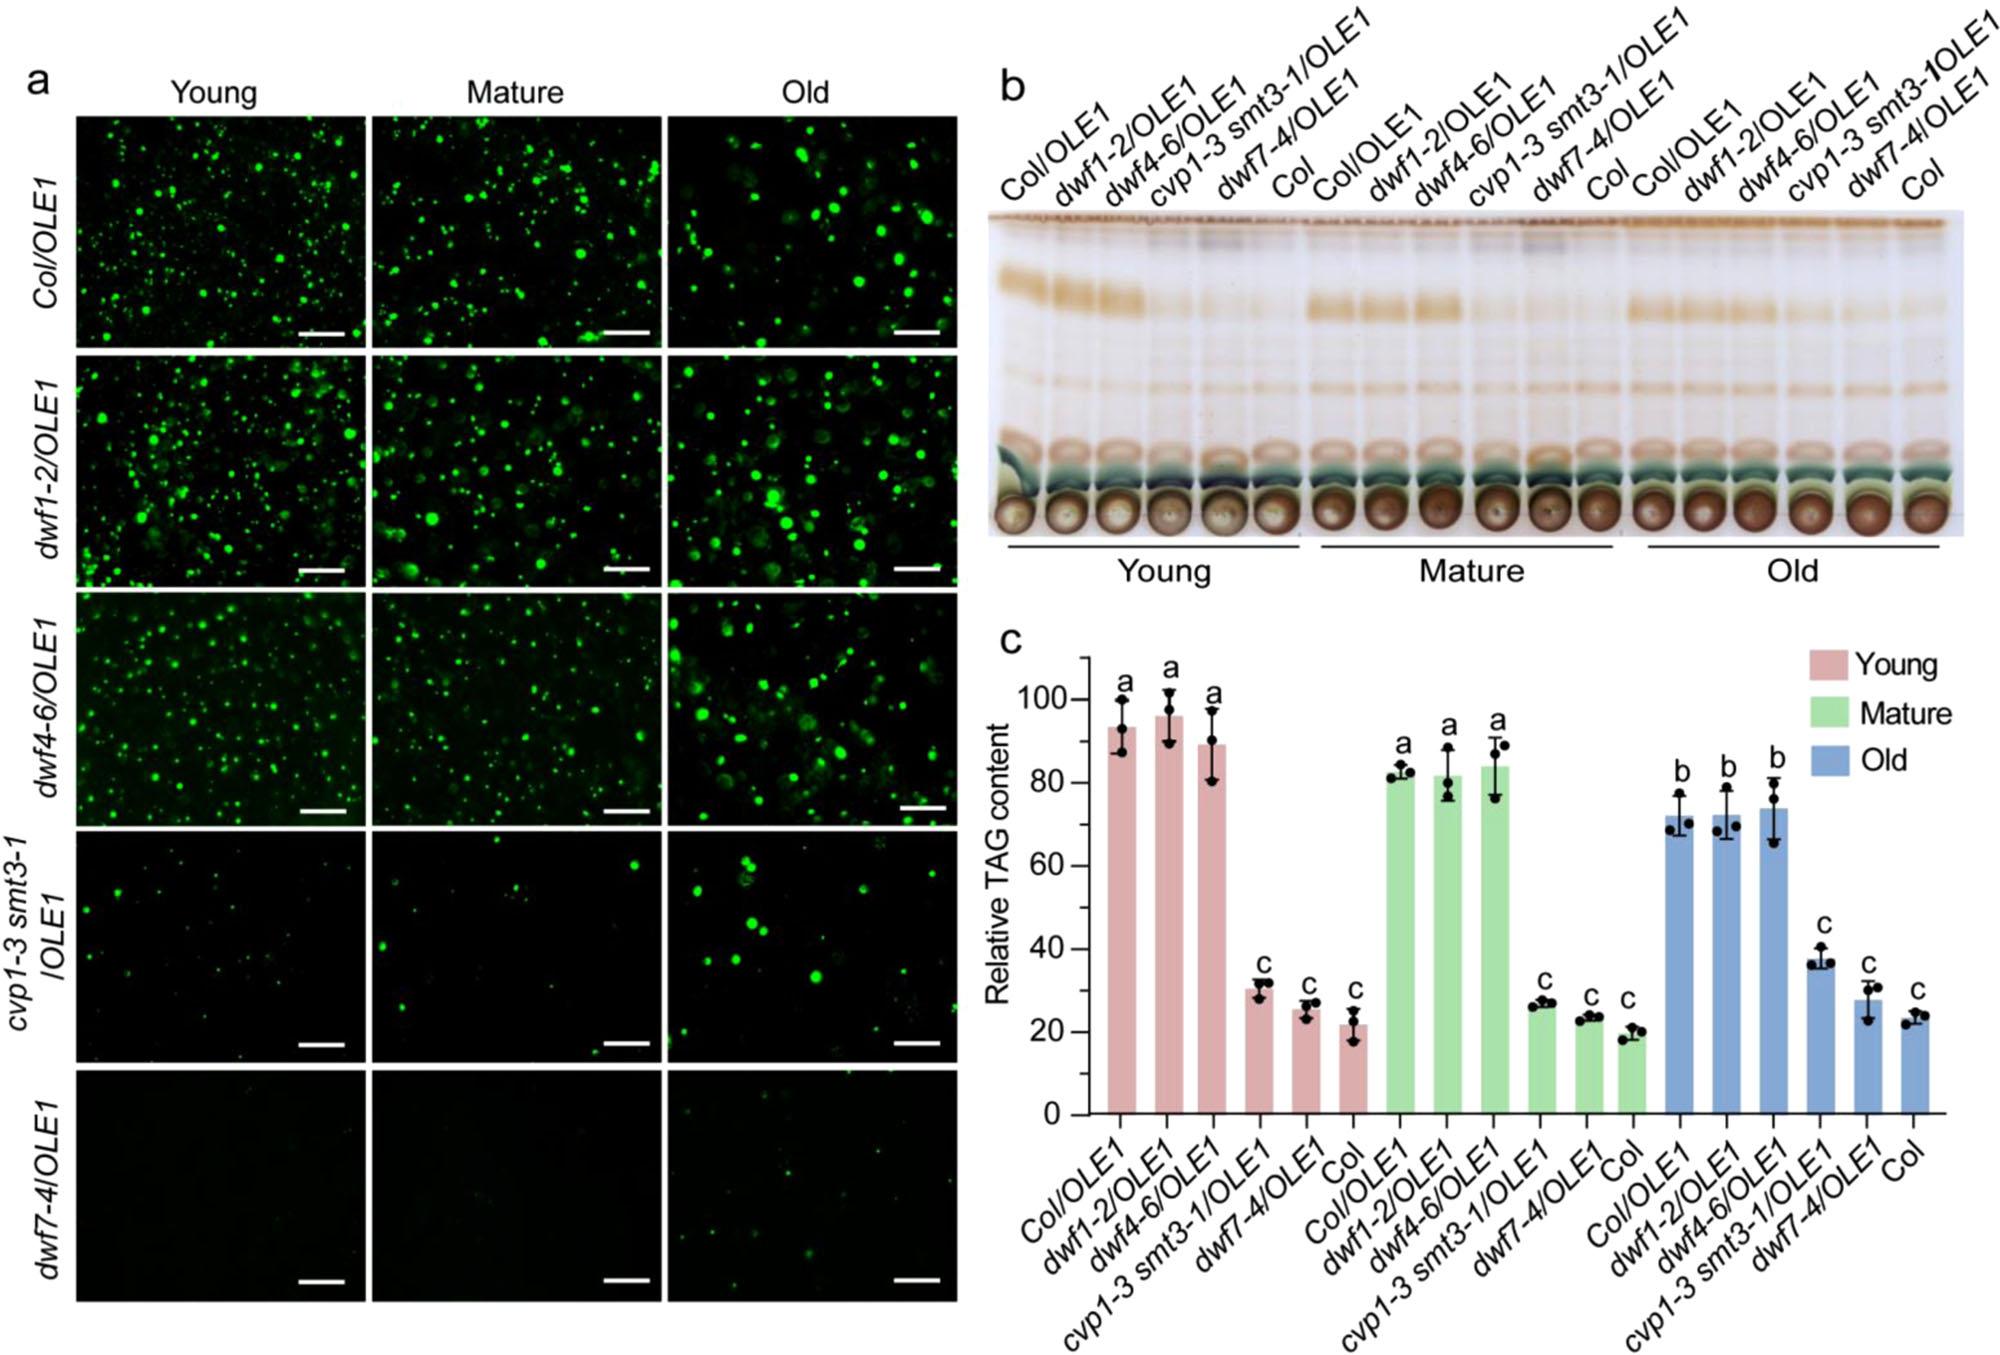 a
Young Mature Old
Col/OLE1
dwf1-2/OLE1
dwf4-6/OLE1
cvp1-3 smt3-1
/OLE1
dwf7-4/OLE1
b
Col/OLE1 dwf1-2/OLE1 dwf4-6/OLE1 cvp1-3 smt3-1/OLE1 dwf7-4/OLE1 Col Col/OLE1 dwf1-2/OLE1 dwf4-6/OLE1 cvp1-3 smt3-1/OLE1 dwf7-4/OLE1 Col Col/OLE1 dwf1-2/OLE1 dwf4-6/OLE1 cvp1-3 smt3-1OLE1 dwf7-4/OLE1 Col
Young Mature Old
c
Relative TAG content
100
80
60
40
20
0
a a a c c c a a a c c c b b b c c c
Young
Mature
Old
Col/OLE1 dwf1-2/OLE1 dwf4-6/OLE1 cvp1-3 smt3-1/OLE1 dwf7-4/OLE1 Col Col/OLE1 dwf1-2/OLE1 dwf4-6/OLE1 cvp1-3 smt3-1/OLE1 dwf7-4/OLE1 Col Col/OLE1 dwf1-2/OLE1 dwf4-6/OLE1 cvp1-3 smt3-1/OLE1 dwf7-4/OLE1 Col